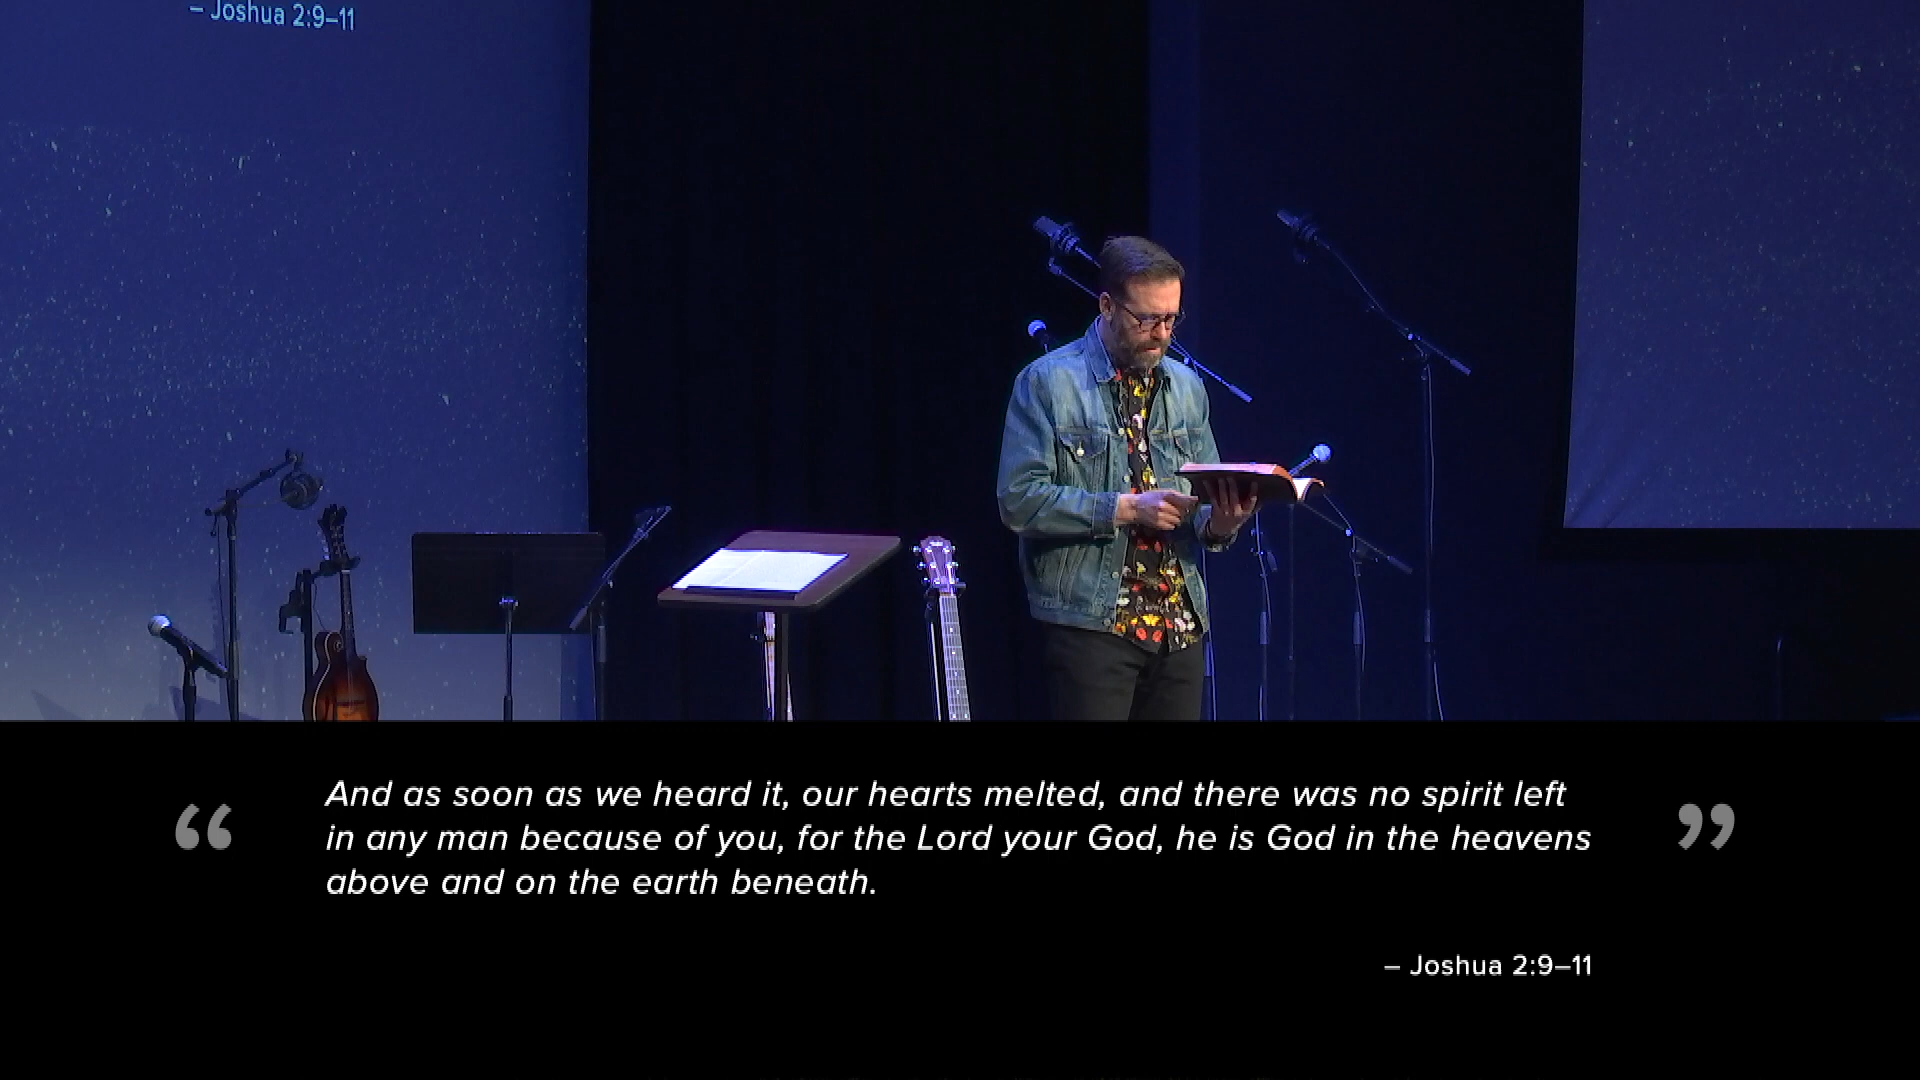 – Joshua 2:9–11
“
And as soon as we heard it, our hearts melted, and there was no spirit left
in any man because of you, for the Lord your God, he is God in the heavens
above and on the earth beneath.
”
– Joshua 2:9–11